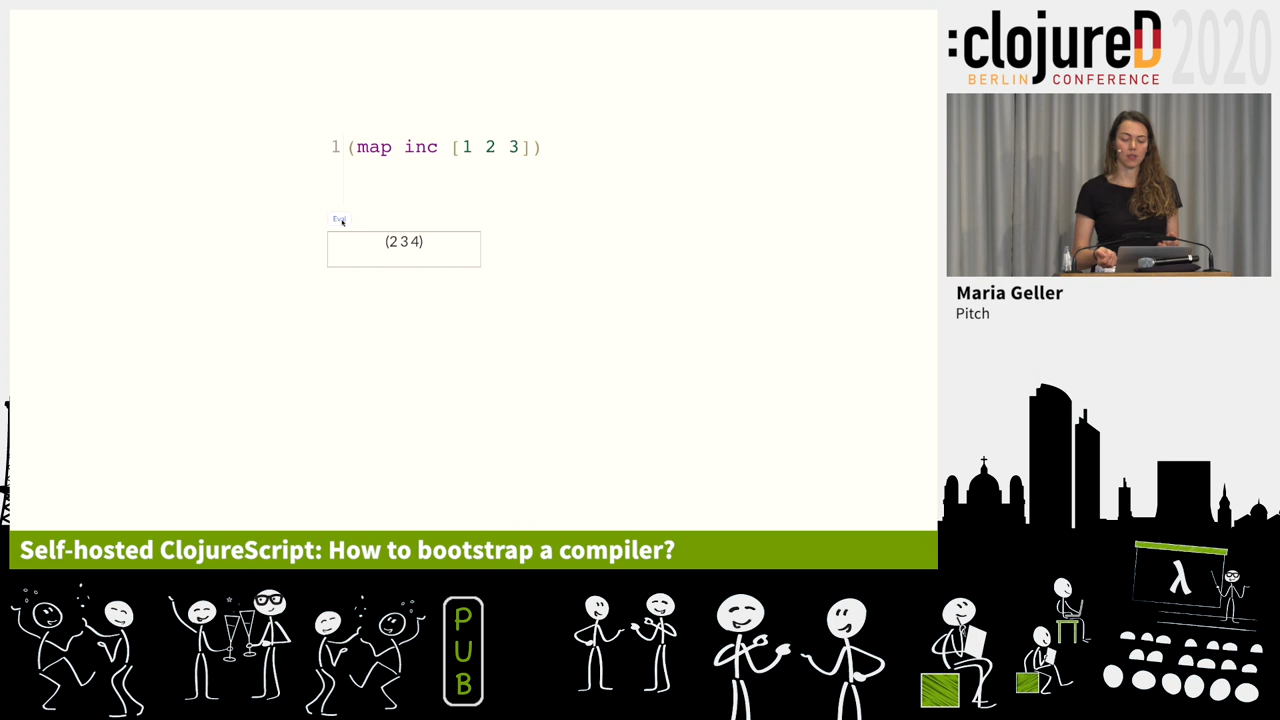 1 (map inc [1 2 3])
Eval
(2 3 4)
:clojureD 2020
BERLIN CONFERENCE
Maria Geller
Pitch
Self-hosted ClojureScript: How to bootstrap a compiler?
PUB
λ